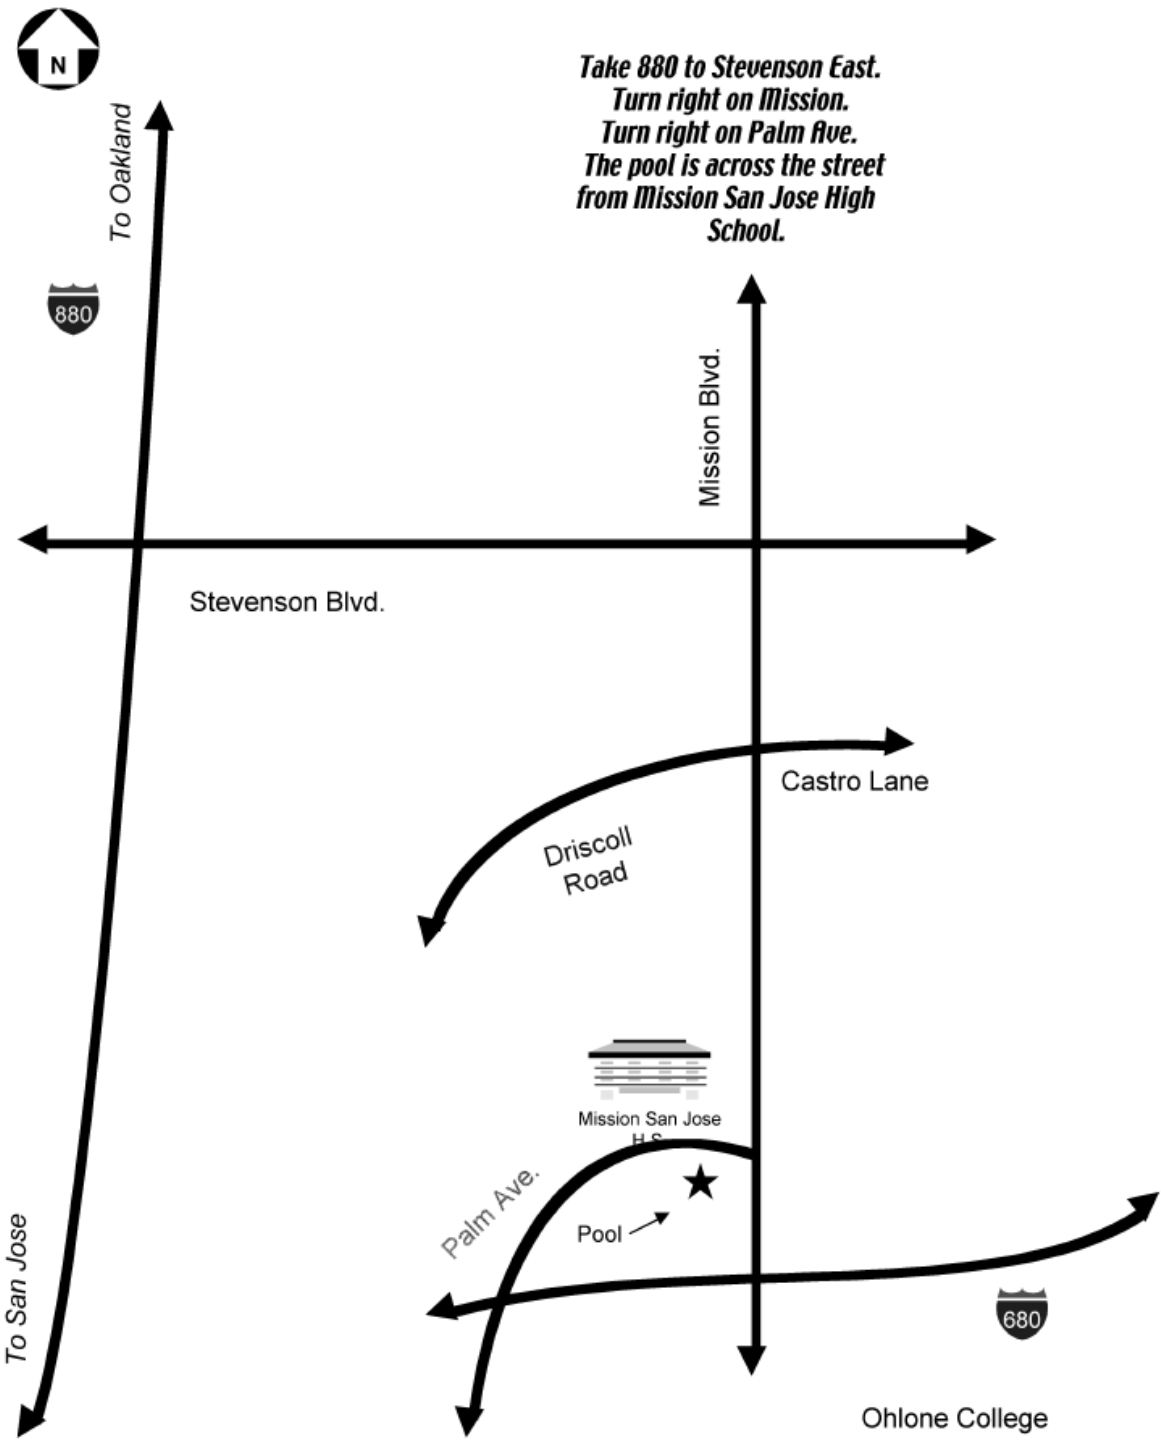 N
Take 880 to Stevenson East.
Turn right on Mission.
Turn right on Palm Ave.
The pool is across the street
from Mission San Jose High
School.
To Oakland
880
Mission Blvd.
Stevenson Blvd.
Castro Lane
Driscoll
Road
Mission San Jose
H.S.
Palm Ave.
Pool
To San Jose
680
Ohlone College